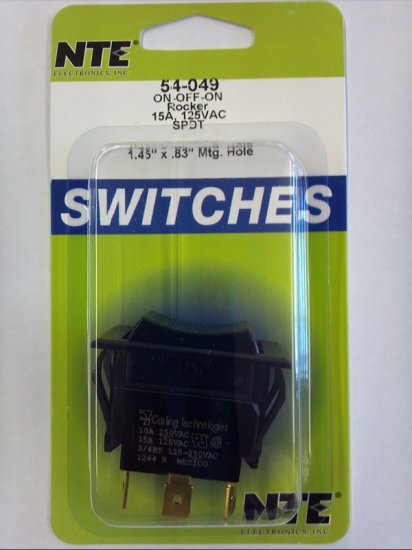 NTE
ELECTRONICS, INC.
54-049
ON-OFF-ON
Rocker
15A, 125VAC
SPDT
1.45" x .83" Mtg. Hole
SWITCHES
Carling Technologies
10A 250VAC
15A 125VAC
3/4HP 125-250VAC
1244 R MEXICO
NTE
ELECTRONICS, INC.